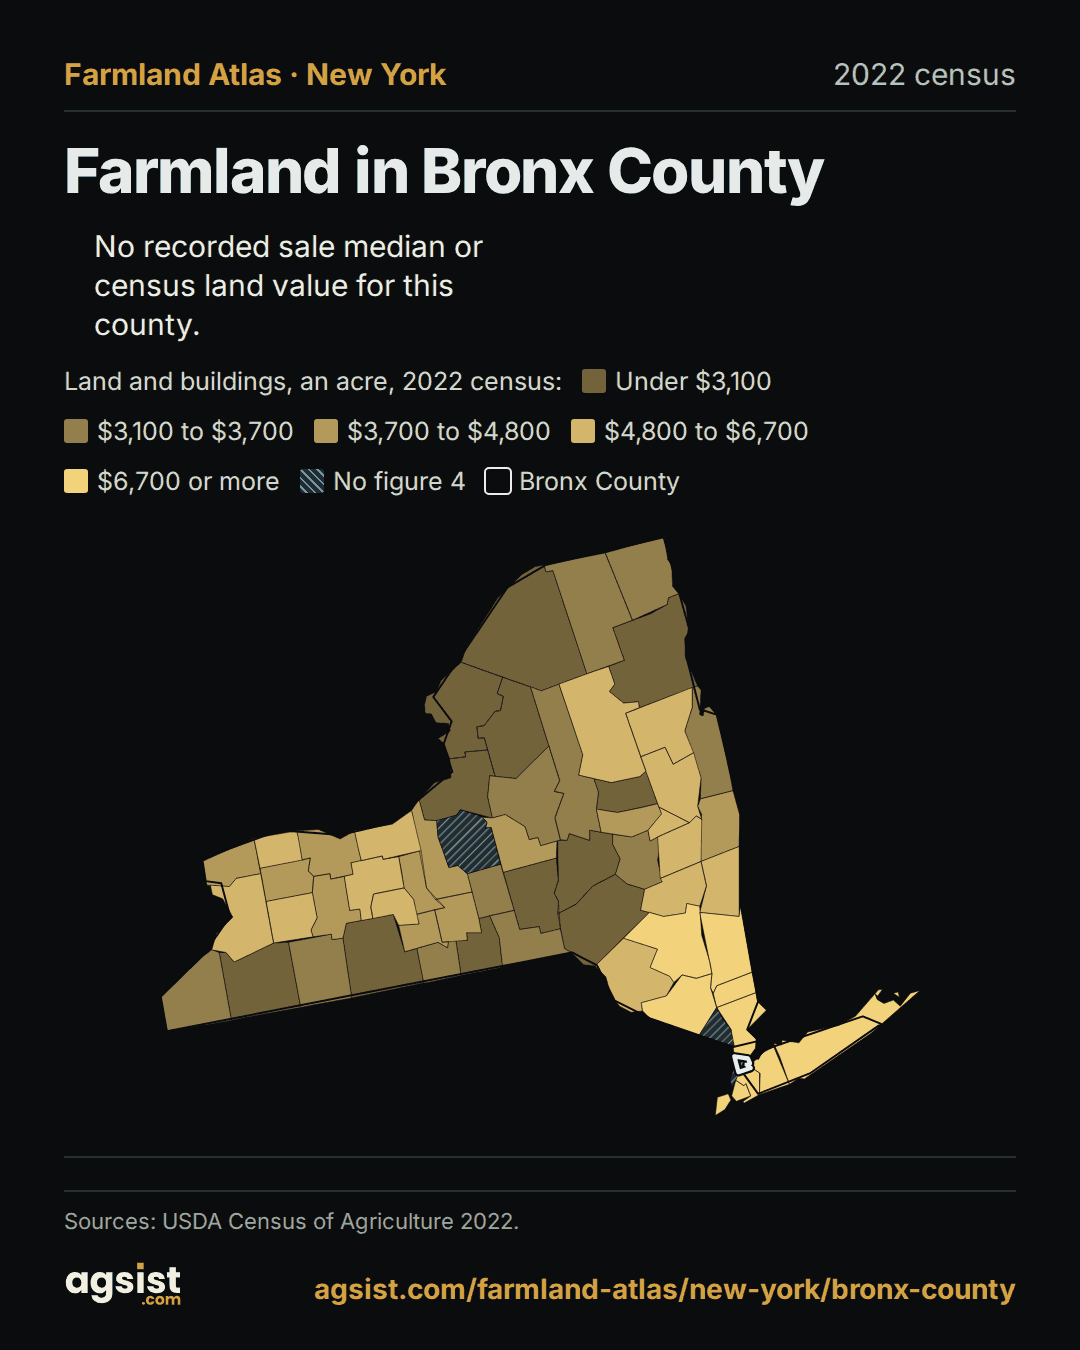 Farmland Atlas · New York
2022 census
Farmland in Bronx County
No recorded sale median or
census land value for this
county.
Land and buildings, an acre, 2022 census: Under $3,100
$3,100 to $3,700 $3,700 to $4,800 $4,800 to $6,700
$6,700 or more No figure 4 Bronx County
Sources: USDA Census of Agriculture 2022.
agsist
.com
agsist.com/farmland-atlas/new-york/bronx-county